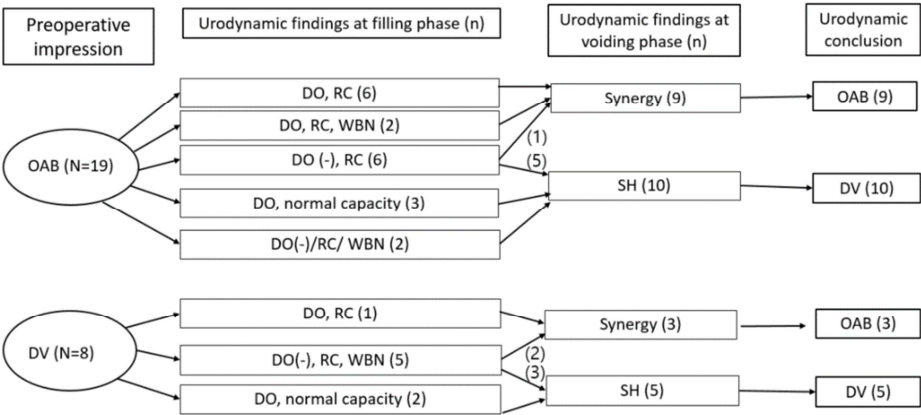 Preoperative
impression
Urodynamic findings at filling phase (n)
Urodynamic findings at
voiding phase (n)
Urodynamic
conclusion
OAB (N=19)
DO, RC (6)
DO, RC, WBN (2)
DO (-), RC (6)
DO, normal capacity (3)
DO(-)/RC/ WBN (2)
(1)
(5)
Synergy (9)
SH (10)
OAB (9)
DV (10)
DV (N=8)
DO, RC (1)
DO(-), RC, WBN (5)
DO, normal capacity (2)
(2)
(3)
Synergy (3)
SH (5)
OAB (3)
DV (5)